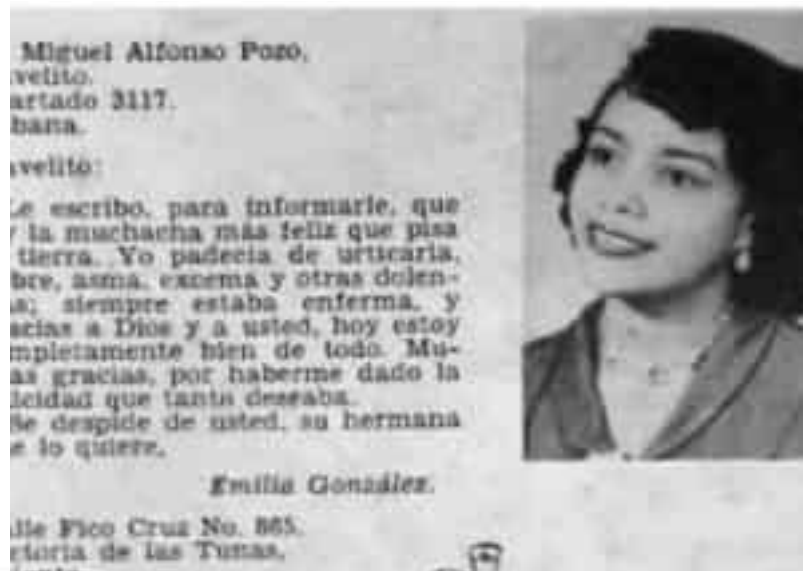 Miguel Alfonso Pozo,
velito.
artado 3117.
bana.
velito:
Le escribo, para informarle, que
y la muchacha más feliz que pisa
tierra. Yo padecia de urticaria,
bre, asma, excema y otras dolen-
as; siempre estaba enferma, y
acias a Dios y a usted, hoy estoy
mpletamente bien de todo. Mu-
as gracias, por haberme dado la
licidad que tanto deseaba.
Se despide de usted, su hermana
e lo quiere,
Emilia González.
lle Fico Cruz No. 865.
ctoria de las Tunas,